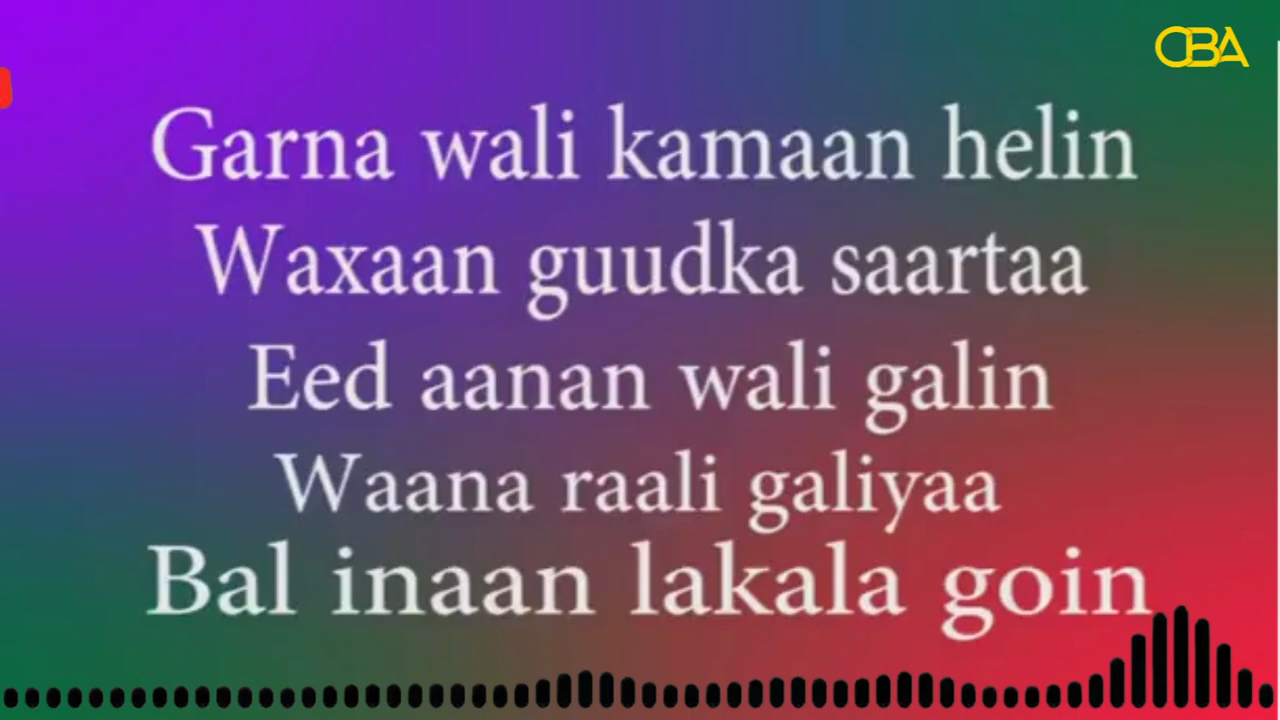 OBA
Garna wali kamaan helin
Waxaan guudka saartaa
Eed aanan wali galin
Waana raali galiyaa
Bal inaan lakala goin